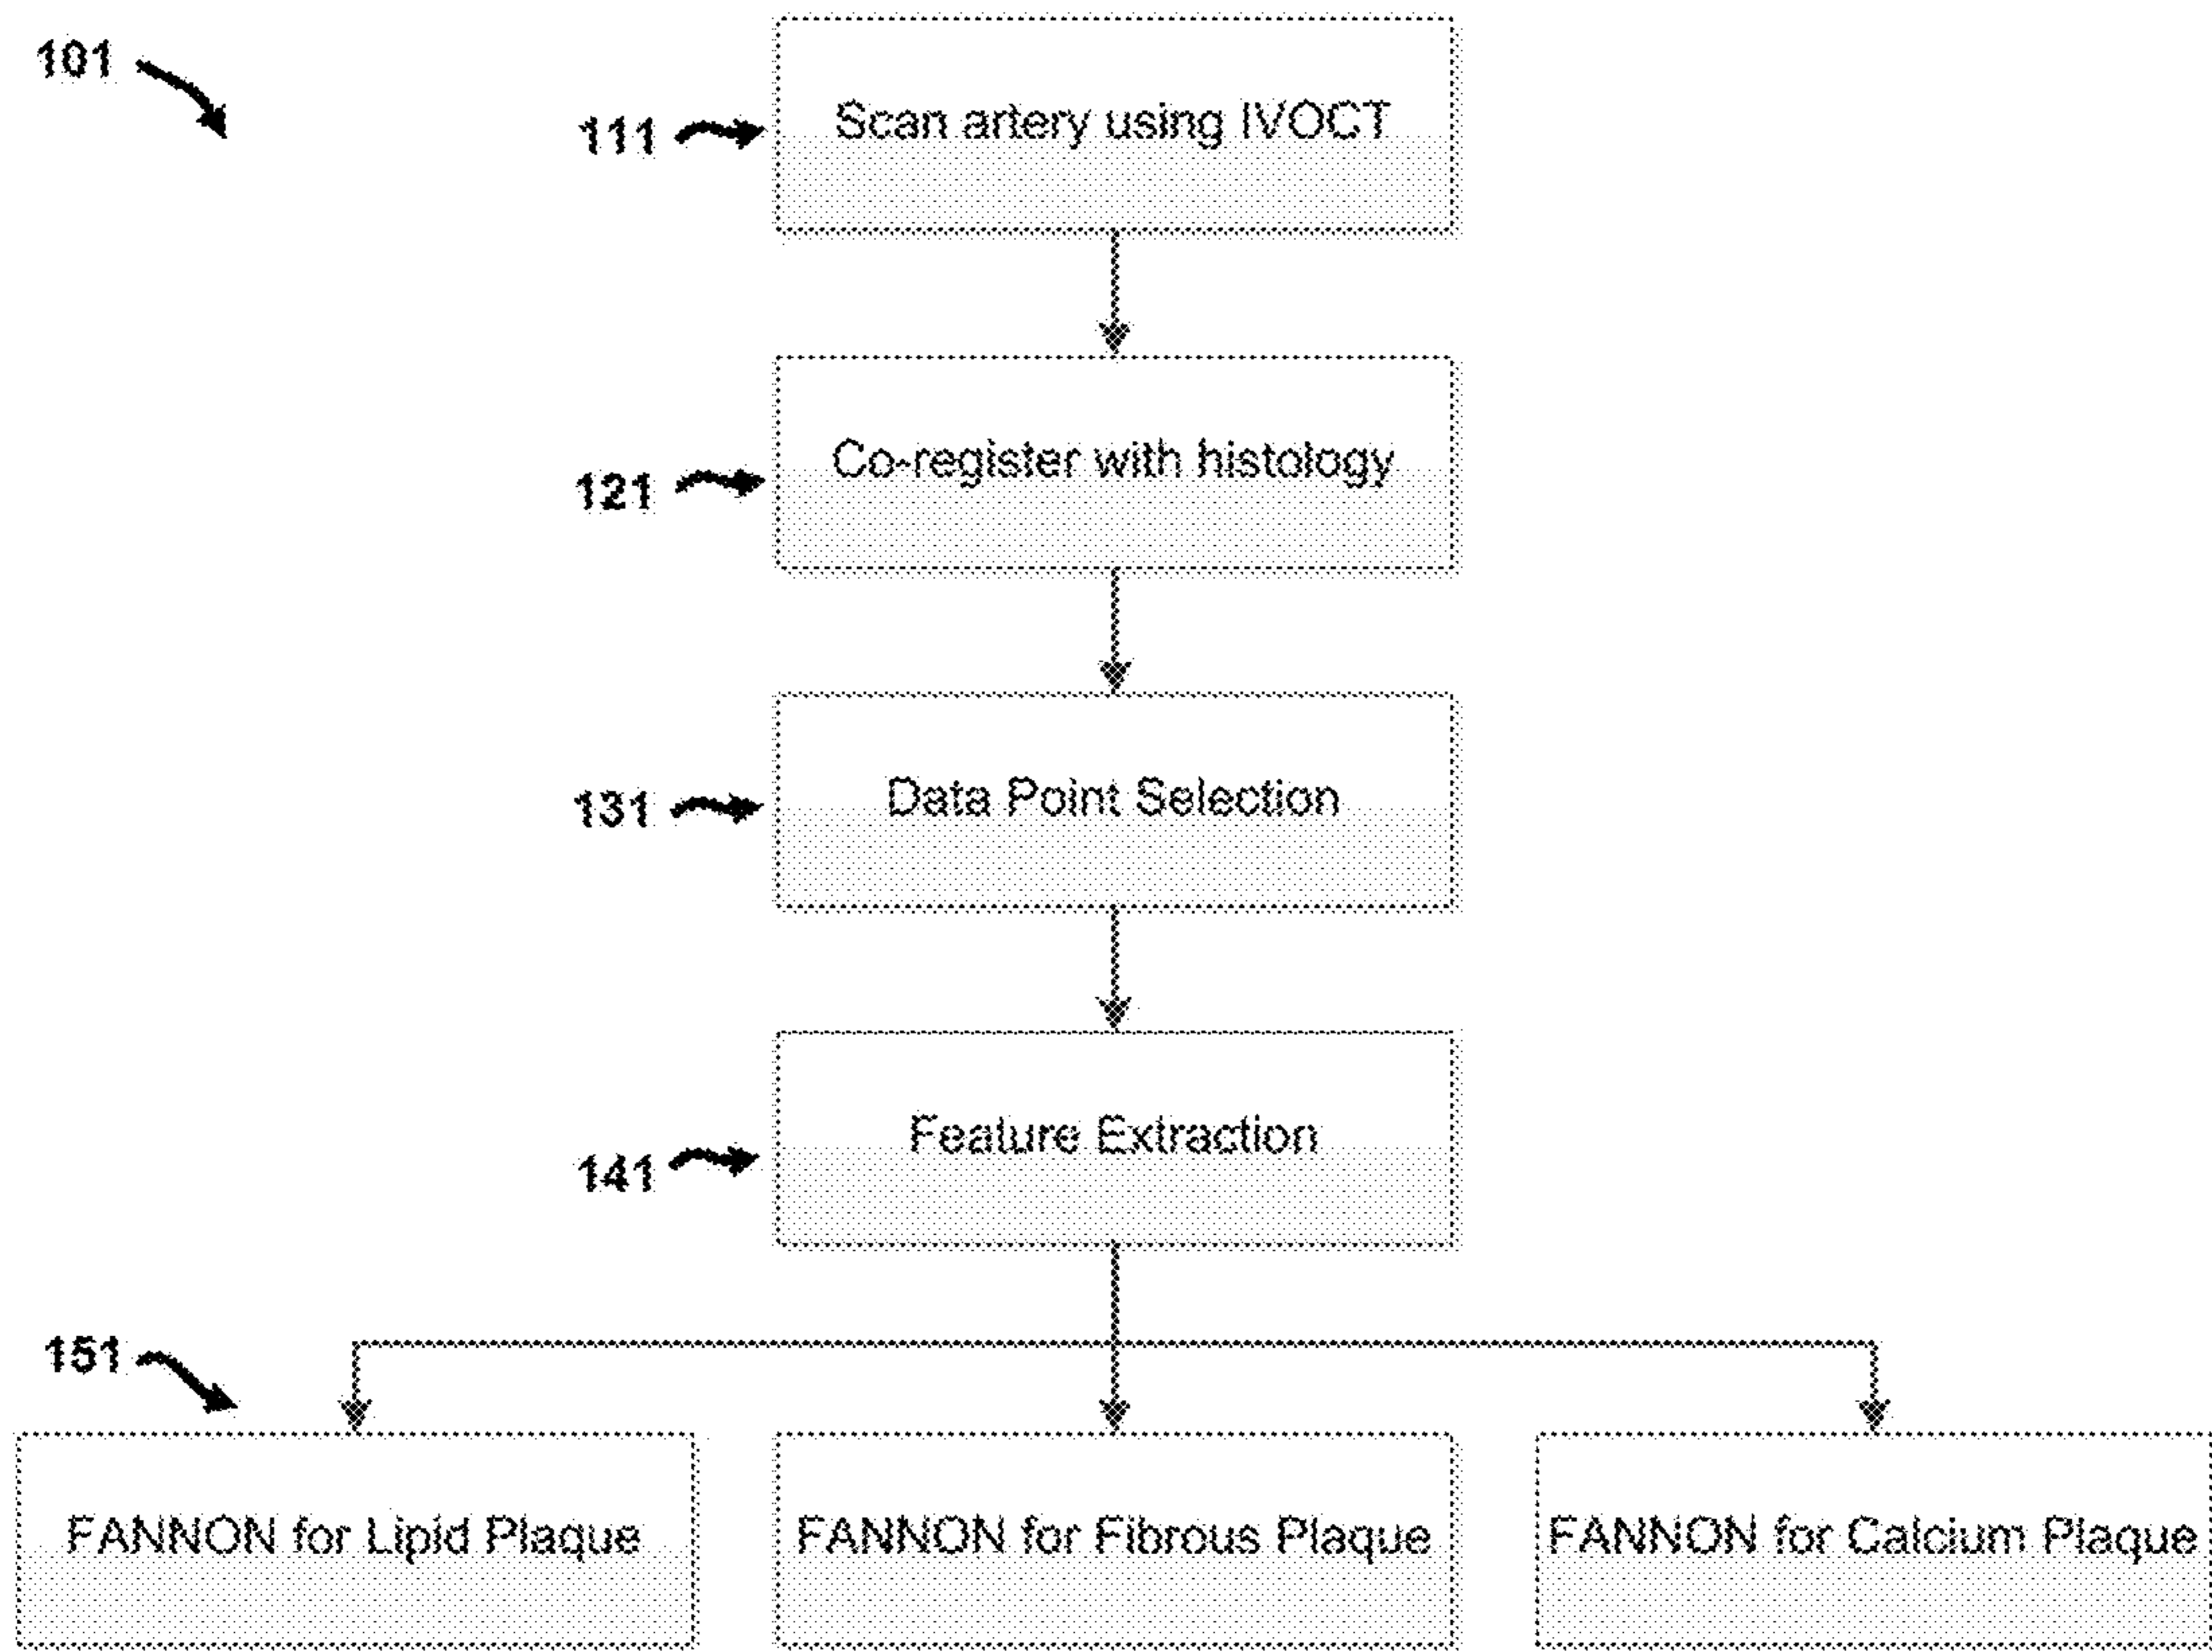 101
111
Scan artery using IVOCT
121
Co-register with histology
131
Data Point Selection
141
Feature Extraction
151
FANNON for Lipid Plaque
FANNON for Fibrous Plaque
FANNON for Calcium Plaque